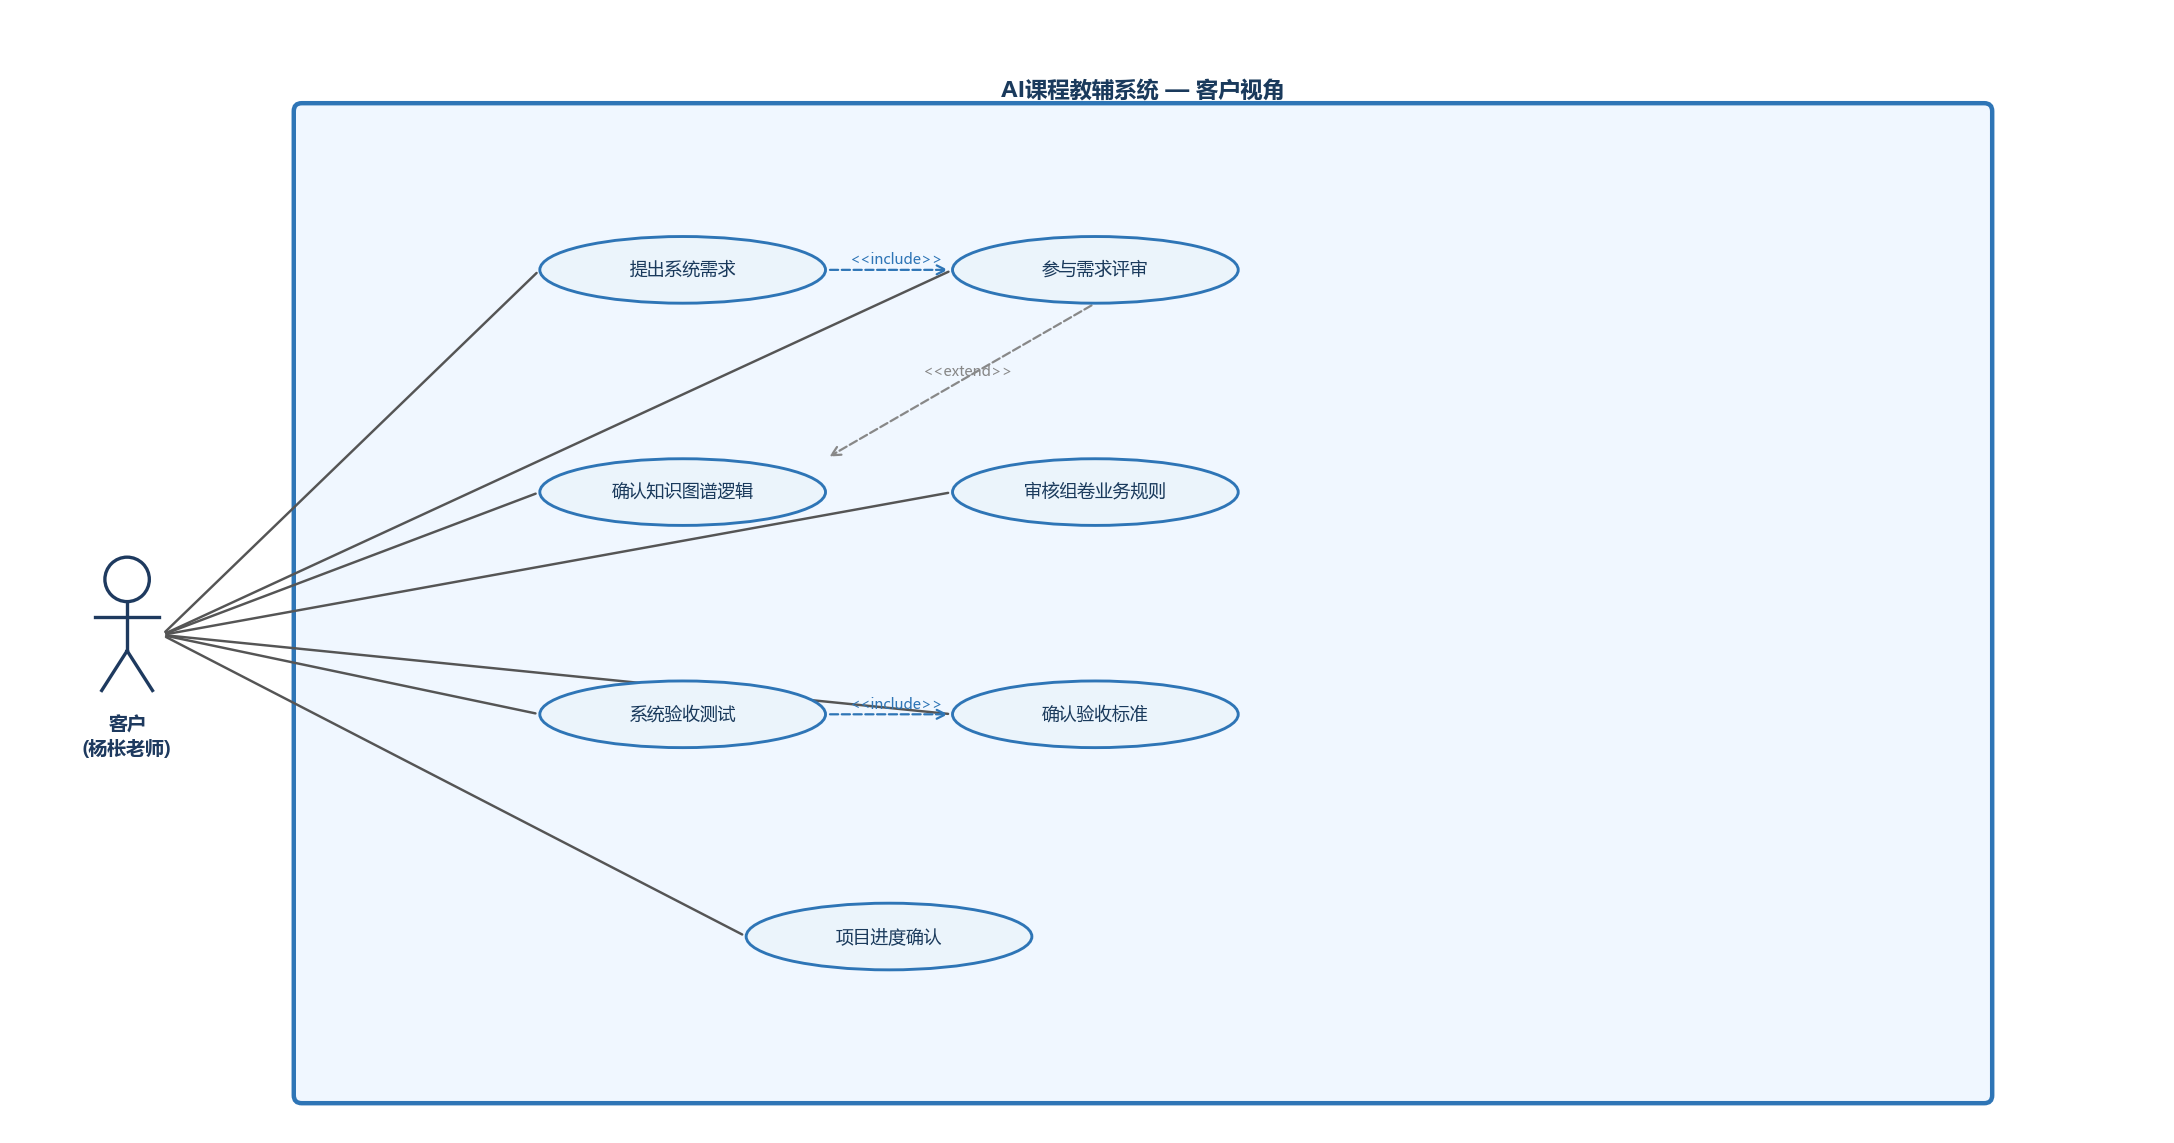 AI课程教辅系统 — 客户视角
提出系统需求
<<include>>
参与需求评审
<<extend>>
确认知识图谱逻辑
审核组卷业务规则
系统验收测试
<<include>>
确认验收标准
客户
(杨枨老师)
项目进度确认